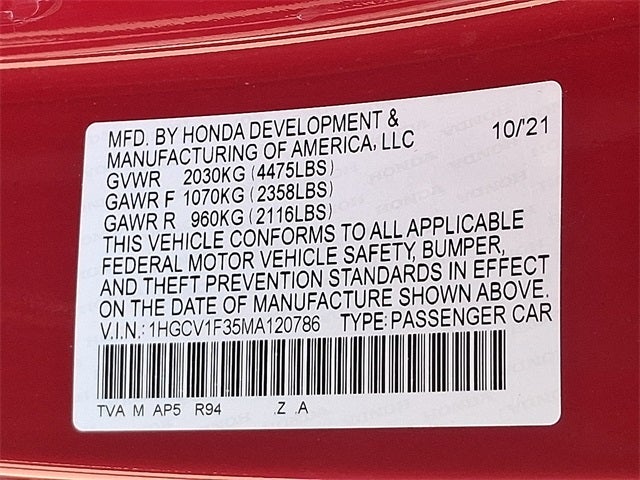 MFD. BY HONDA DEVELOPMENT &
MANUFACTURING OF AMERICA, LLC 10/'21
GVWR 2030KG (4475LBS)
GAWR F 1070KG (2358LBS)
GAWR R 960KG (2116LBS)
THIS VEHICLE CONFORMS TO ALL APPLICABLE
FEDERAL MOTOR VEHICLE SAFETY, BUMPER,
AND THEFT PREVENTION STANDARDS IN EFFECT
ON THE DATE OF MANUFACTURE SHOWN ABOVE.
V.I.N.: 1HGCV1F35MA120786 TYPE: PASSENGER CAR
TVA M AP5 R94 .Z .A